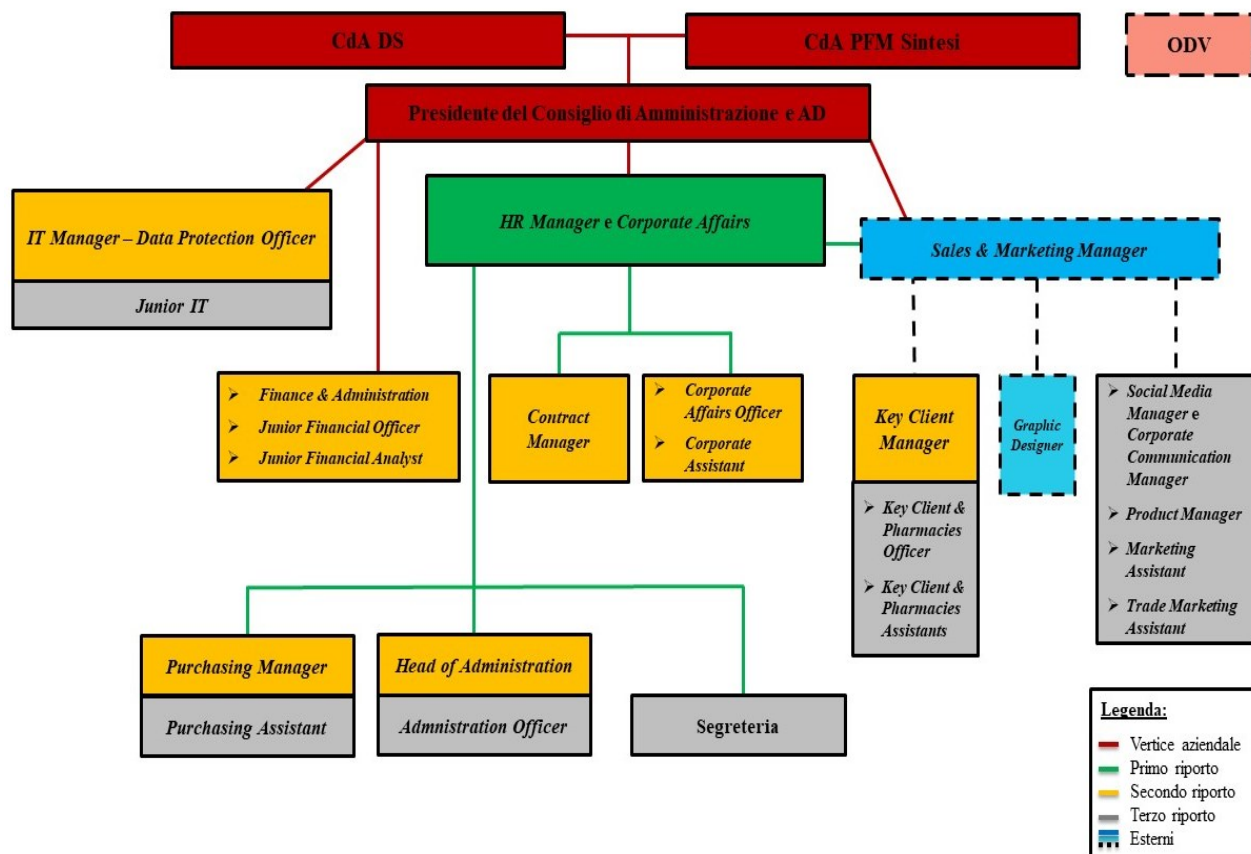 CdA DS
CdA PFM Sintesi
ODV
Presidente del Consiglio di Amministrazione e AD
IT Manager – Data Protection Officer
Junior IT
HR Manager e Corporate Affairs
Sales & Marketing Manager
➢ Finance & Administration
➢ Junior Financial Officer
➢ Junior Financial Analyst
Contract
Manager
➢ Corporate
Affairs Officer
➢ Corporate
Assistant
Key Client
Manager
➢ Key Client &
Pharmacies
Officer
➢ Key Client &
Pharmacies
Assistants
Graphic
Designer
➢ Social Media
Manager e
Corporate
Communication
Manager
➢ Product Manager
➢ Marketing
Assistant
➢ Trade Marketing
Assistant
Purchasing Manager
Purchasing Assistant
Head of Administration
Admnistration Officer
Segreteria
Legenda:
Vertice aziendale
Primo riporto
Secondo riporto
Terzo riporto
Esterni